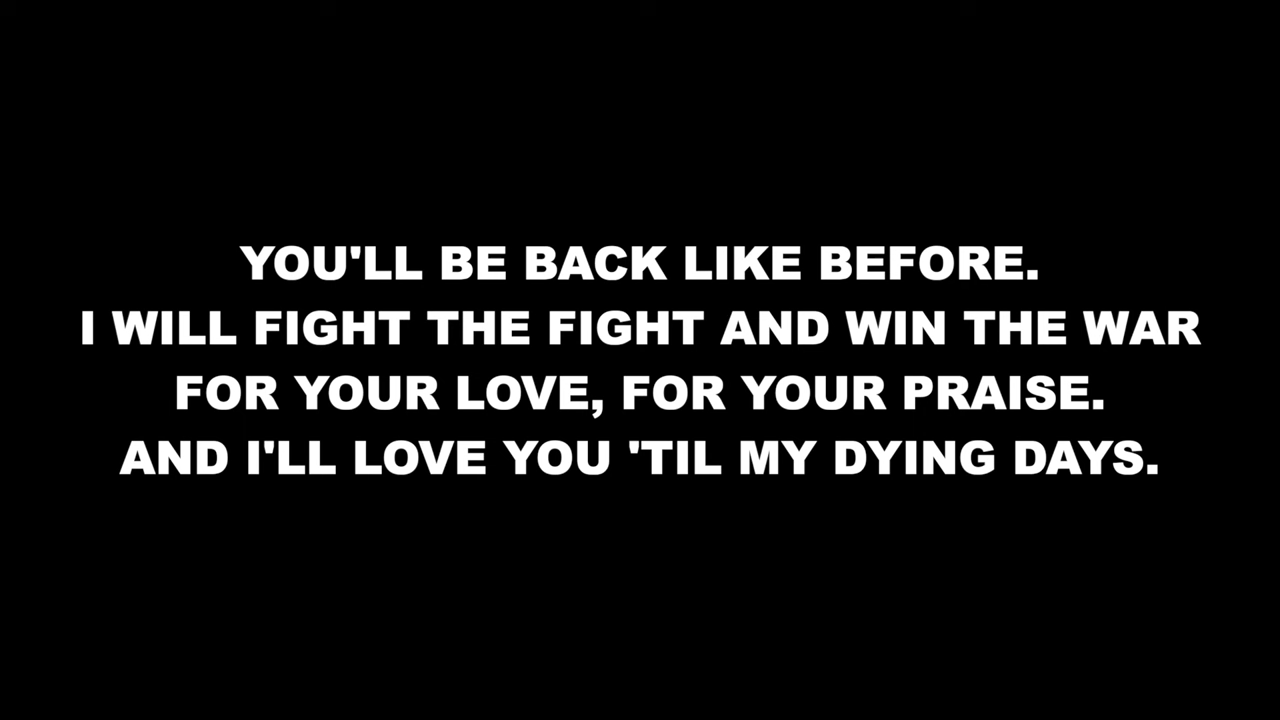 YOU'LL BE BACK LIKE BEFORE.
I WILL FIGHT THE FIGHT AND WIN THE WAR
FOR YOUR LOVE, FOR YOUR PRAISE.
AND I'LL LOVE YOU 'TIL MY DYING DAYS.